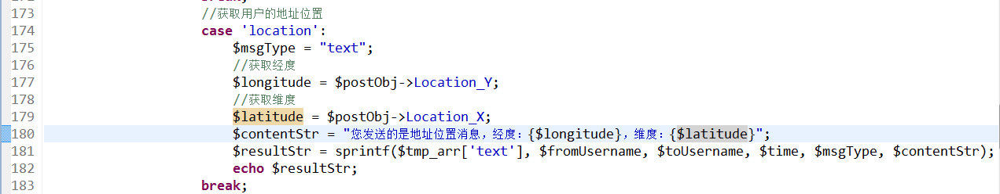 173 //获取用户的地址位置
174 case 'location':
175 $msgType = "text";
176 //获取经度
177 $longitude = $postObj->Location_Y;
178 //获取维度
179 $latitude = $postObj->Location_X;
180 $contentStr = "您发送的是地址位置消息，经度：{$longitude}，维度：{$latitude}";
181 $resultStr = sprintf($tmp_arr['text'], $fromUsername, $toUsername, $time, $msgType, $contentStr);
182 echo $resultStr;
183 break;